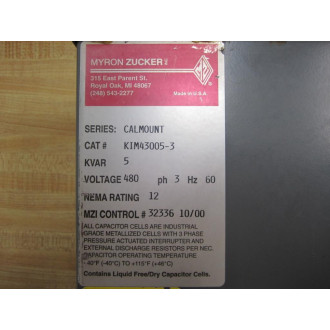 MYRON ZUCKER INC
315 East Parent St.
Royal Oak, MI 48067
(248) 543-2277
MZ
Made in U.S.A.
SERIES: CALMOUNT
CAT # KIM43005-3
KVAR 5
VOLTAGE 480 ph 3 Hz 60
NEMA RATING 12
MZI CONTROL # 32336 10/00
ALL CAPACITOR CELLS ARE INDUSTRIAL
GRADE METALLIZED CELLS WITH 3 PHASE
PRESSURE ACTUATED INTERRUPTER AND
EXTERNAL DISCHARGE RESISTORS PER NEC.
CAPACITOR OPERATING TEMPERATURE
-40°F (-40°C) TO +115°F (+46°C)
Contains Liquid Free/Dry Capacitor Cells.